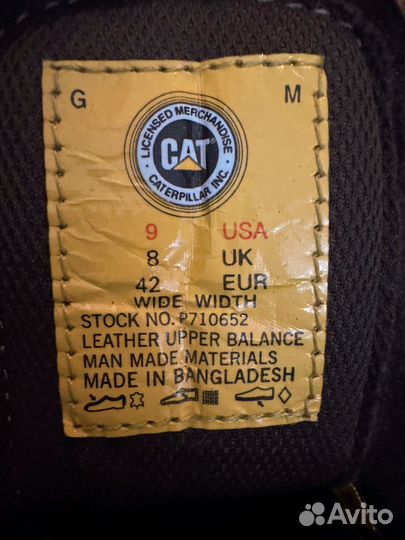 G M
LICENSED MERCHANDISE
CAT®
CATERPILLAR INC.
9 USA
8 UK
42 EUR
WIDE WIDTH
STOCK NO. P710652
LEATHER UPPER BALANCE
MAN MADE MATERIALS
MADE IN BANGLADESH
Avito